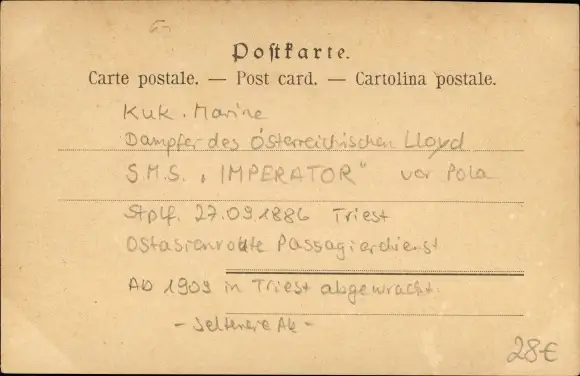 Postkarte.
Carte postale. — Post card. — Cartolina postale.
KuK. Marine
Dampfer des Österreichischen Lloyd
S.M.S. „IMPERATOR" vor Pola
Stplf. 27.09.1886 Triest
Ostasienroute Passagierdienst
Ab 1909 in Triest abgewrackt.
- seltenere AK -
28€